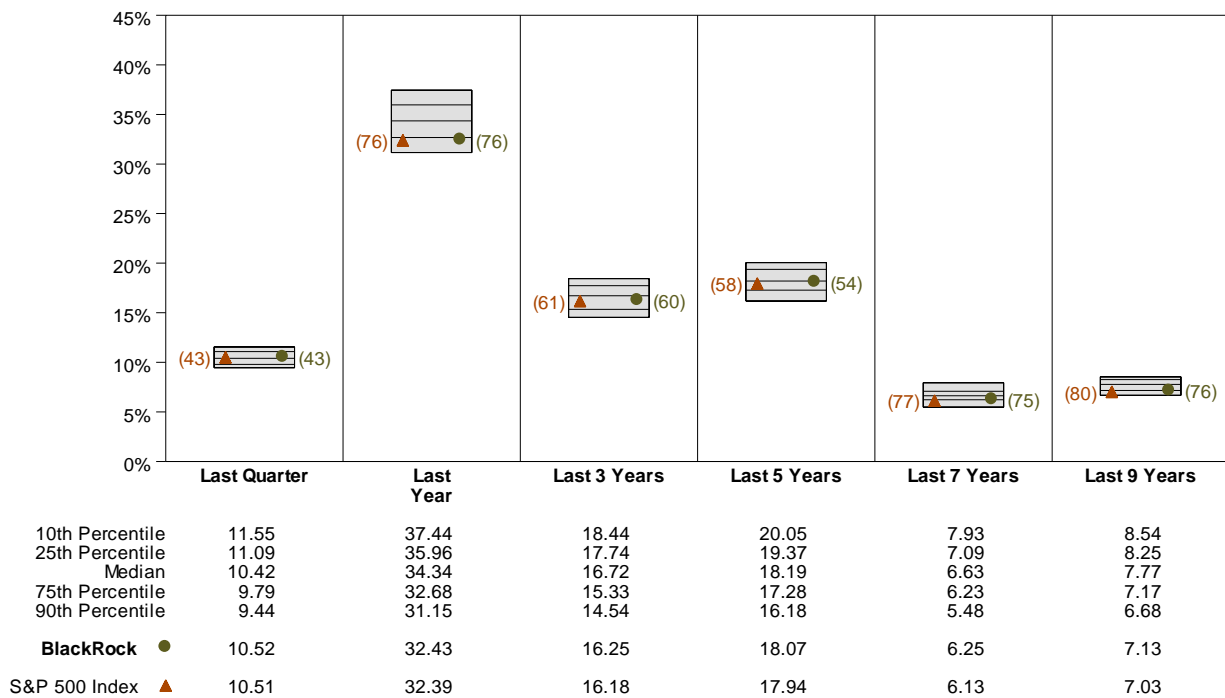 45%
40%
35%
30%
25%
20%
15%
10%
5%
0%
(43) (43)
(76) (76)
(61) (60)
(58) (54)
(77) (75)
(80) (76)
Last Quarter Last Year Last 3 Years Last 5 Years Last 7 Years Last 9 Years
10th Percentile 11.55 37.44 18.44 20.05 7.93 8.54
25th Percentile 11.09 35.96 17.74 19.37 7.09 8.25
Median 10.42 34.34 16.72 18.19 6.63 7.77
75th Percentile 9.79 32.68 15.33 17.28 6.23 7.17
90th Percentile 9.44 31.15 14.54 16.18 5.48 6.68
BlackRock 10.52 32.43 16.25 18.07 6.25 7.13
S&P 500 Index 10.51 32.39 16.18 17.94 6.13 7.03